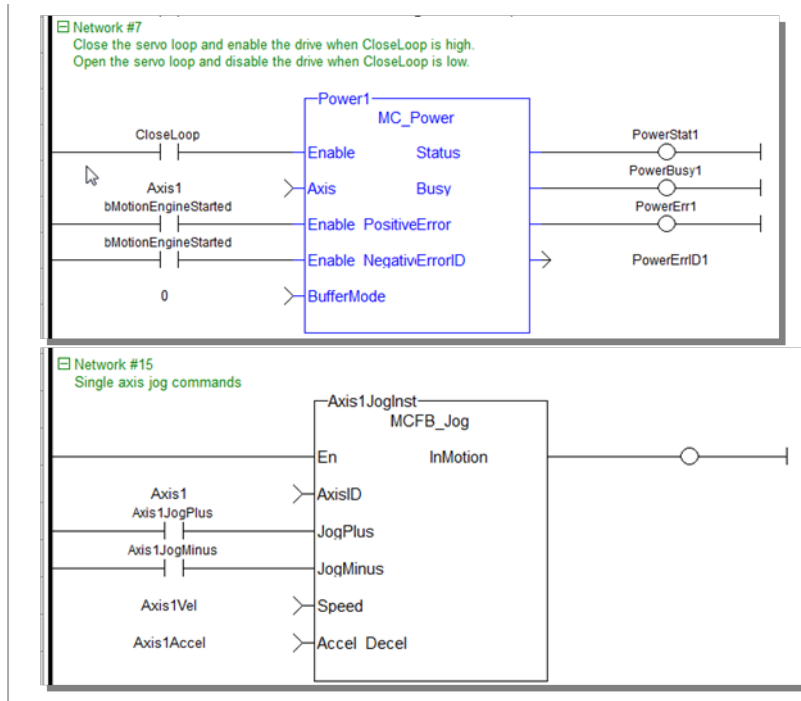 Network #7
Close the servo loop and enable the drive when CloseLoop is high.
Open the servo loop and disable the drive when CloseLoop is low.
Power1
MC_Power
CloseLoop
Enable Status PowerStat1
Axis1 Axis Busy PowerBusy1
bMotionEngineStarted
Enable PositiveError PowerErr1
bMotionEngineStarted
Enable NegativErrorID PowerErrID1
0 BufferMode
Network #15
Single axis jog commands
Axis1JogInst
MCFB_Jog
En InMotion
Axis1 AxisID
Axis1JogPlus
JogPlus
Axis1JogMinus
JogMinus
Axis1Vel Speed
Axis1Accel Accel Decel